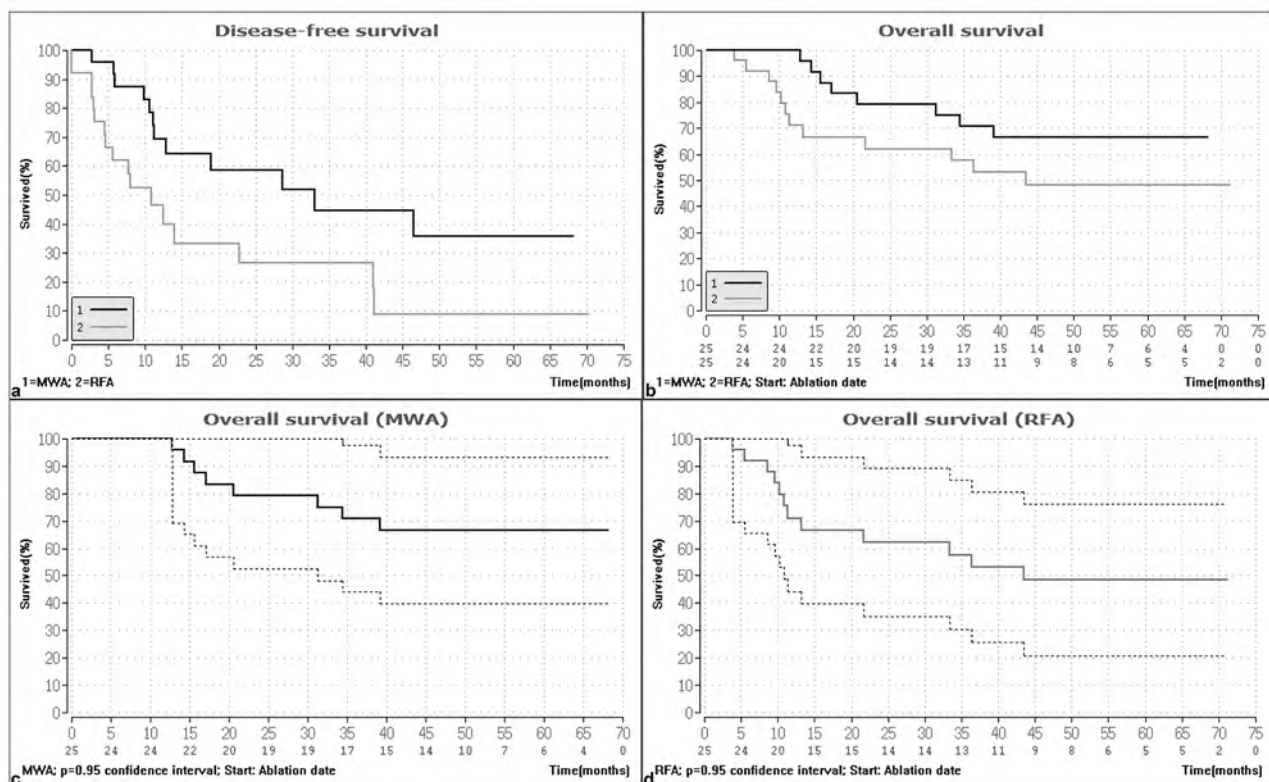 Disease-free survival
Survived(%)
100
90
80
70
60
50
40
30
20
10
0
1
2
0 5 10 15 20 25 30 35 40 45 50 55 60 65 70 75
a 1=MWA; 2=RFA Time(months)
Overall survival
Survived(%)
100
90
80
70
60
50
40
30
20
10
0
1
2
0 5 10 15 20 25 30 35 40 45 50 55 60 65 70 75
25 24 24 22 20 19 19 17 15 14 10 7 6 4 0 0
25 24 20 15 15 14 14 13 11 9 8 6 5 5 2 0
b 1=MWA; 2=RFA; Start: Ablation date Time(months)
Overall survival (MWA)
Survived(%)
100
90
80
70
60
50
40
30
20
10
0
0 5 10 15 20 25 30 35 40 45 50 55 60 65 70
25 24 24 22 20 19 19 17 15 14 10 7 6 4 0
c MWA; p=0.95 confidence interval; Start: Ablation date Time(months)
Overall survival (RFA)
Survived(%)
100
90
80
70
60
50
40
30
20
10
0
0 5 10 15 20 25 30 35 40 45 50 55 60 65 70 75
25 24 20 15 15 14 14 13 11 9 8 6 5 5 2 0
d RFA; p=0.95 confidence interval; Start: Ablation date Time(months)